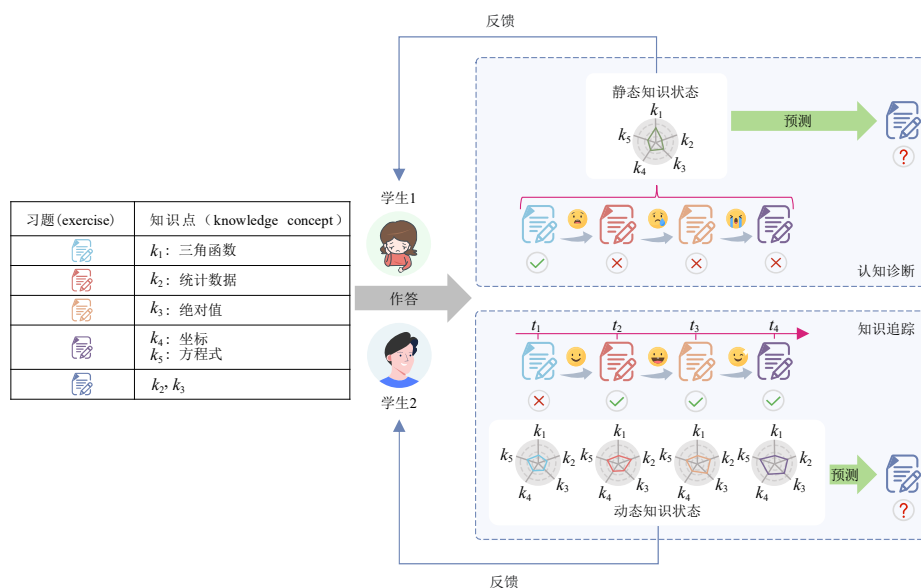 反馈
静态知识状态
k1
k5
k2
k4
k3
预测
?
学生1
认知诊断
习题(exercise)
知识点（knowledge concept）
k1：三角函数
k2：统计数据
k3：绝对值
k4：坐标
k5：方程式
k2, k3
作答
学生2
知识追踪
t1
t2
t3
t4
k1
k1
k1
k1
k5
k2
k5
k2
k5
k2
k5
k2
k4
k3
k4
k3
k4
k3
k4
k3
预测
?
动态知识状态
反馈